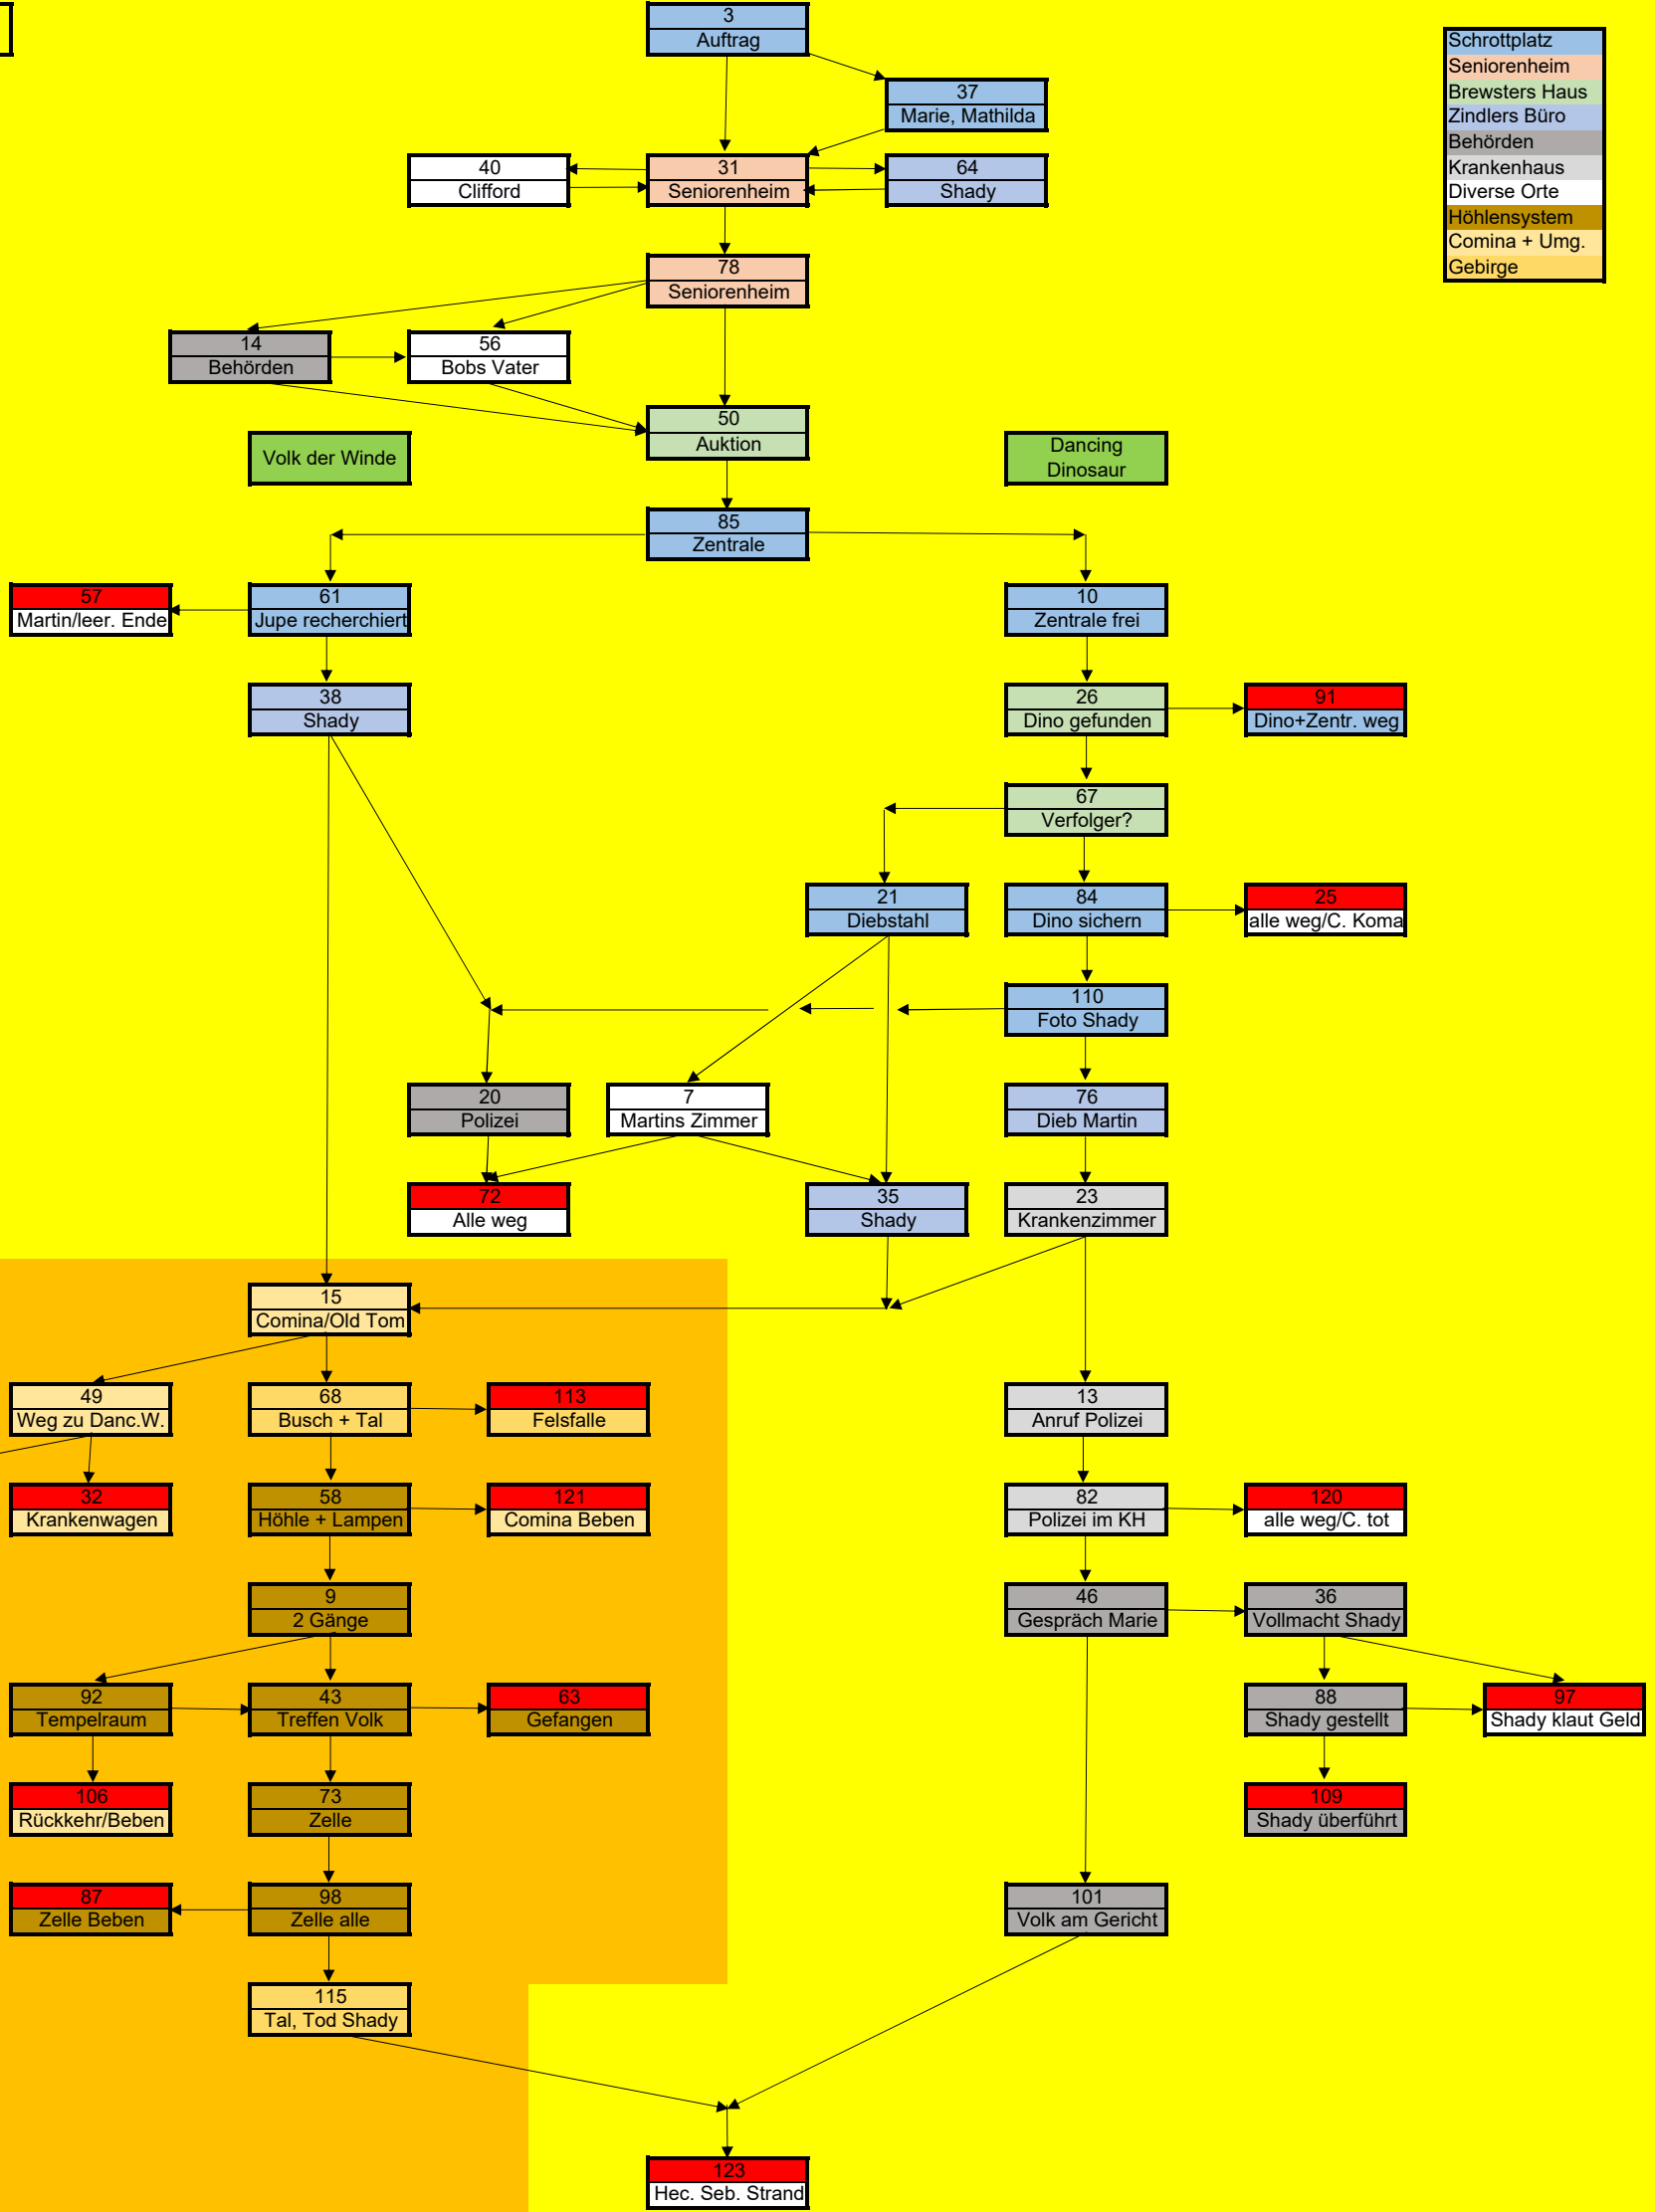 3
Auftrag
Schrottplatz
Seniorenheim
Brewsters Haus
Zindlers Büro
Behörden
Krankenhaus
Diverse Orte
Höhlensystem
Comina + Umg.
Gebirge
37
Marie, Mathilda
40
Clifford
31
Seniorenheim
64
Shady
78
Seniorenheim
14
Behörden
56
Bobs Vater
50
Auktion
Volk der Winde
Dancing
Dinosaur
85
Zentrale
57
Martin/leer. Ende
61
Jupe recherchiert
10
Zentrale frei
38
Shady
26
Dino gefunden
91
Dino+Zentr. weg
67
Verfolger?
21
Diebstahl
84
Dino sichern
25
alle weg/C. Koma
110
Foto Shady
20
Polizei
7
Martins Zimmer
76
Dieb Martin
72
Alle weg
35
Shady
23
Krankenzimmer
15
Comina/Old Tom
49
Weg zu Danc.W.
68
Busch + Tal
113
Felsfalle
13
Anruf Polizei
32
Krankenwagen
58
Höhle + Lampen
121
Comina Beben
82
Polizei im KH
120
alle weg/C. tot
9
2 Gänge
46
Gespräch Marie
36
Vollmacht Shady
92
Tempelraum
43
Treffen Volk
63
Gefangen
88
Shady gestellt
97
Shady klaut Geld
106
Rückkehr/Beben
73
Zelle
109
Shady überführt
87
Zelle Beben
98
Zelle alle
101
Volk am Gericht
115
Tal, Tod Shady
123
Hec. Seb. Strand